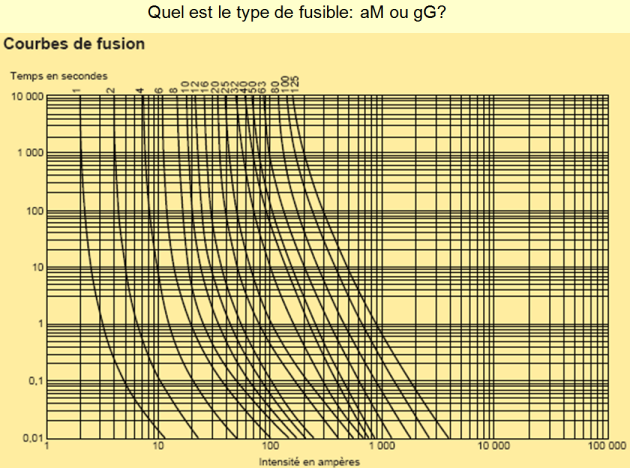 Quel est le type de fusible: aM ou gG?
Courbes de fusion
Temps en secondes
1 2 4 6 8 10 12 16 20 25 32 40 50 63 80 100 125
10 000
1 000
100
10
1
0,1
0,01
1 10 100 1 000 10 000 100 000
Intensité en ampères